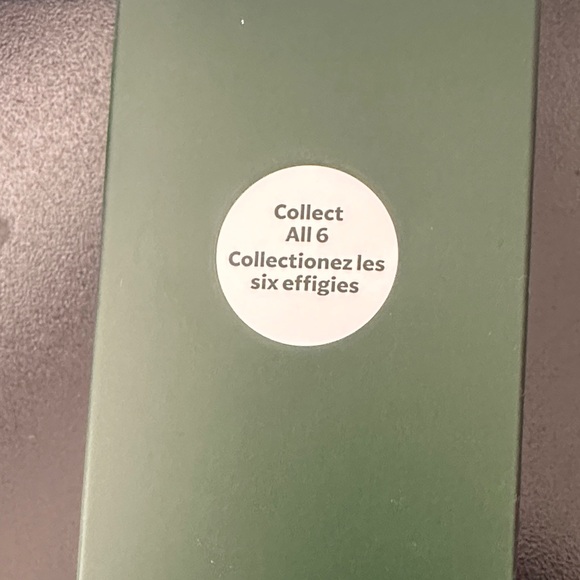 Collect
All 6
Collectionez les
six effigies